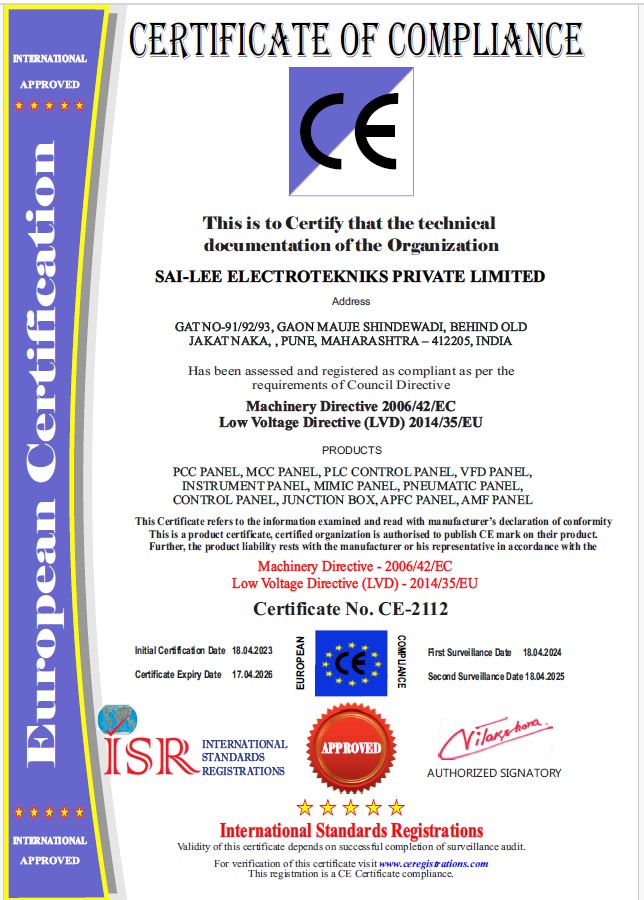 INTERNATIONAL
APPROVED
European Certification
INTERNATIONAL
APPROVED
CERTIFICATE OF COMPLIANCE
CE
This is to Certify that the technical
documentation of the Organization
SAI-LEE ELECTROTEKNIKS PRIVATE LIMITED
Address
GAT NO-91/92/93, GAON MAUJE SHINDEWADI, BEHIND OLD
JAKAT NAKA, , PUNE, MAHARASHTRA – 412205, INDIA
Has been assessed and registered as compliant as per the
requirements of Council Directive
Machinery Directive 2006/42/EC
Low Voltage Directive (LVD) 2014/35/EU
PRODUCTS
PCC PANEL, MCC PANEL, PLC CONTROL PANEL, VFD PANEL,
INSTRUMENT PANEL, MIMIC PANEL, PNEUMATIC PANEL,
CONTROL PANEL, JUNCTION BOX, APFC PANEL, AMF PANEL
This Certificate refers to the information examined and read with manufacturer's declaration of conformity
This is a product certificate, certified organization is authorised to publish CE mark on their product.
Further, the product liability rests with the manufacturer or his representative in accordance with the
Machinery Directive - 2006/42/EC
Low Voltage Directive (LVD) - 2014/35/EU
Certificate No. CE-2112
Initial Certification Date 18.04.2023
Certificate Expiry Date 17.04.2026
EUROPEAN
CE
COMPLIANCE
First Surveillance Date 18.04.2024
Second Surveillance Date 18.04.2025
ISR
INTERNATIONAL
STANDARDS
REGISTRATIONS
APPROVED
Vilakshara
AUTHORIZED SIGNATORY
International Standards Registrations
Validity of this certificate depends on successful completion of surveillance audit.
For verification of this certificate visit www.ceregistrations.com
This registration is a CE Certificate compliance.